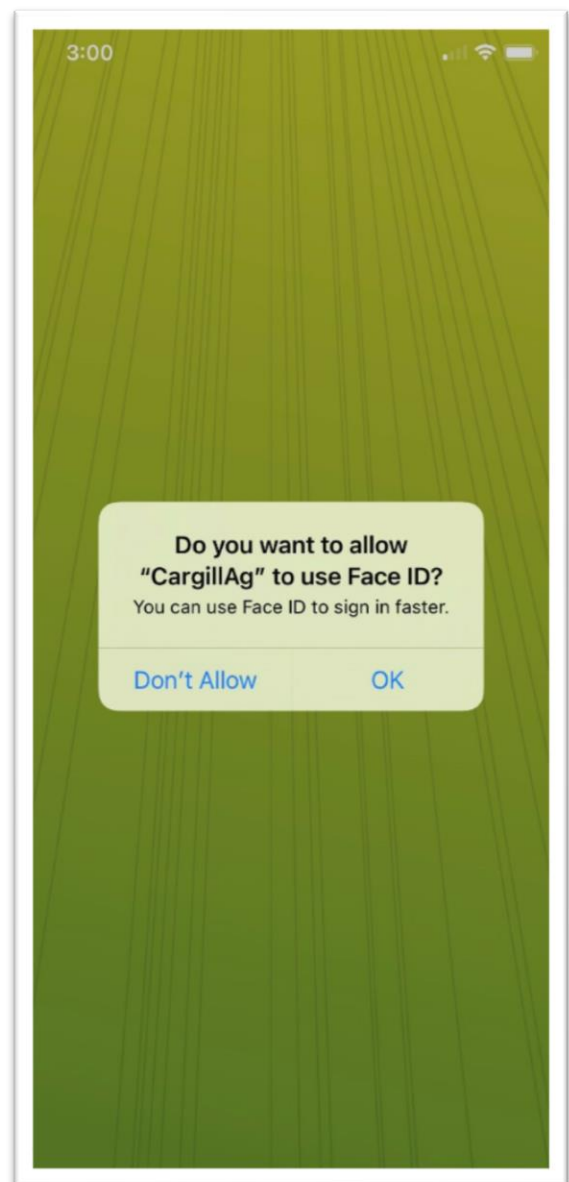 3:00
Do you want to allow
“CargillAg” to use Face ID?
You can use Face ID to sign in faster.
Don’t Allow OK